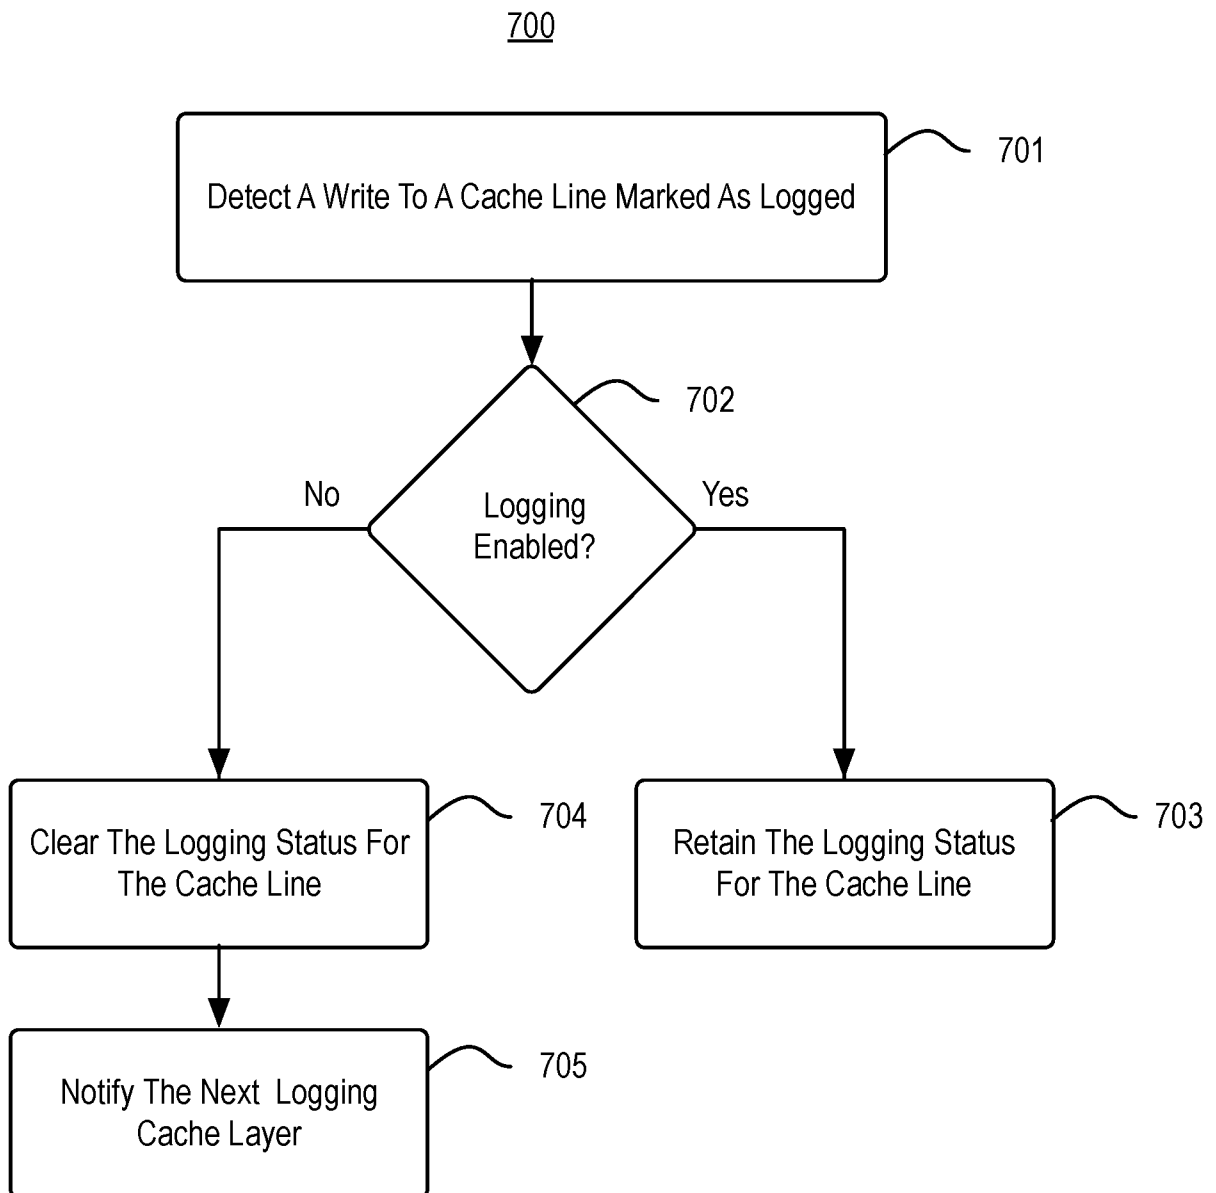 700
Detect A Write To A Cache Line Marked As Logged
701
702
No
Yes
Logging
Enabled?
Clear The Logging Status For
The Cache Line
704
Retain The Logging Status
For The Cache Line
703
Notify The Next Logging
Cache Layer
705